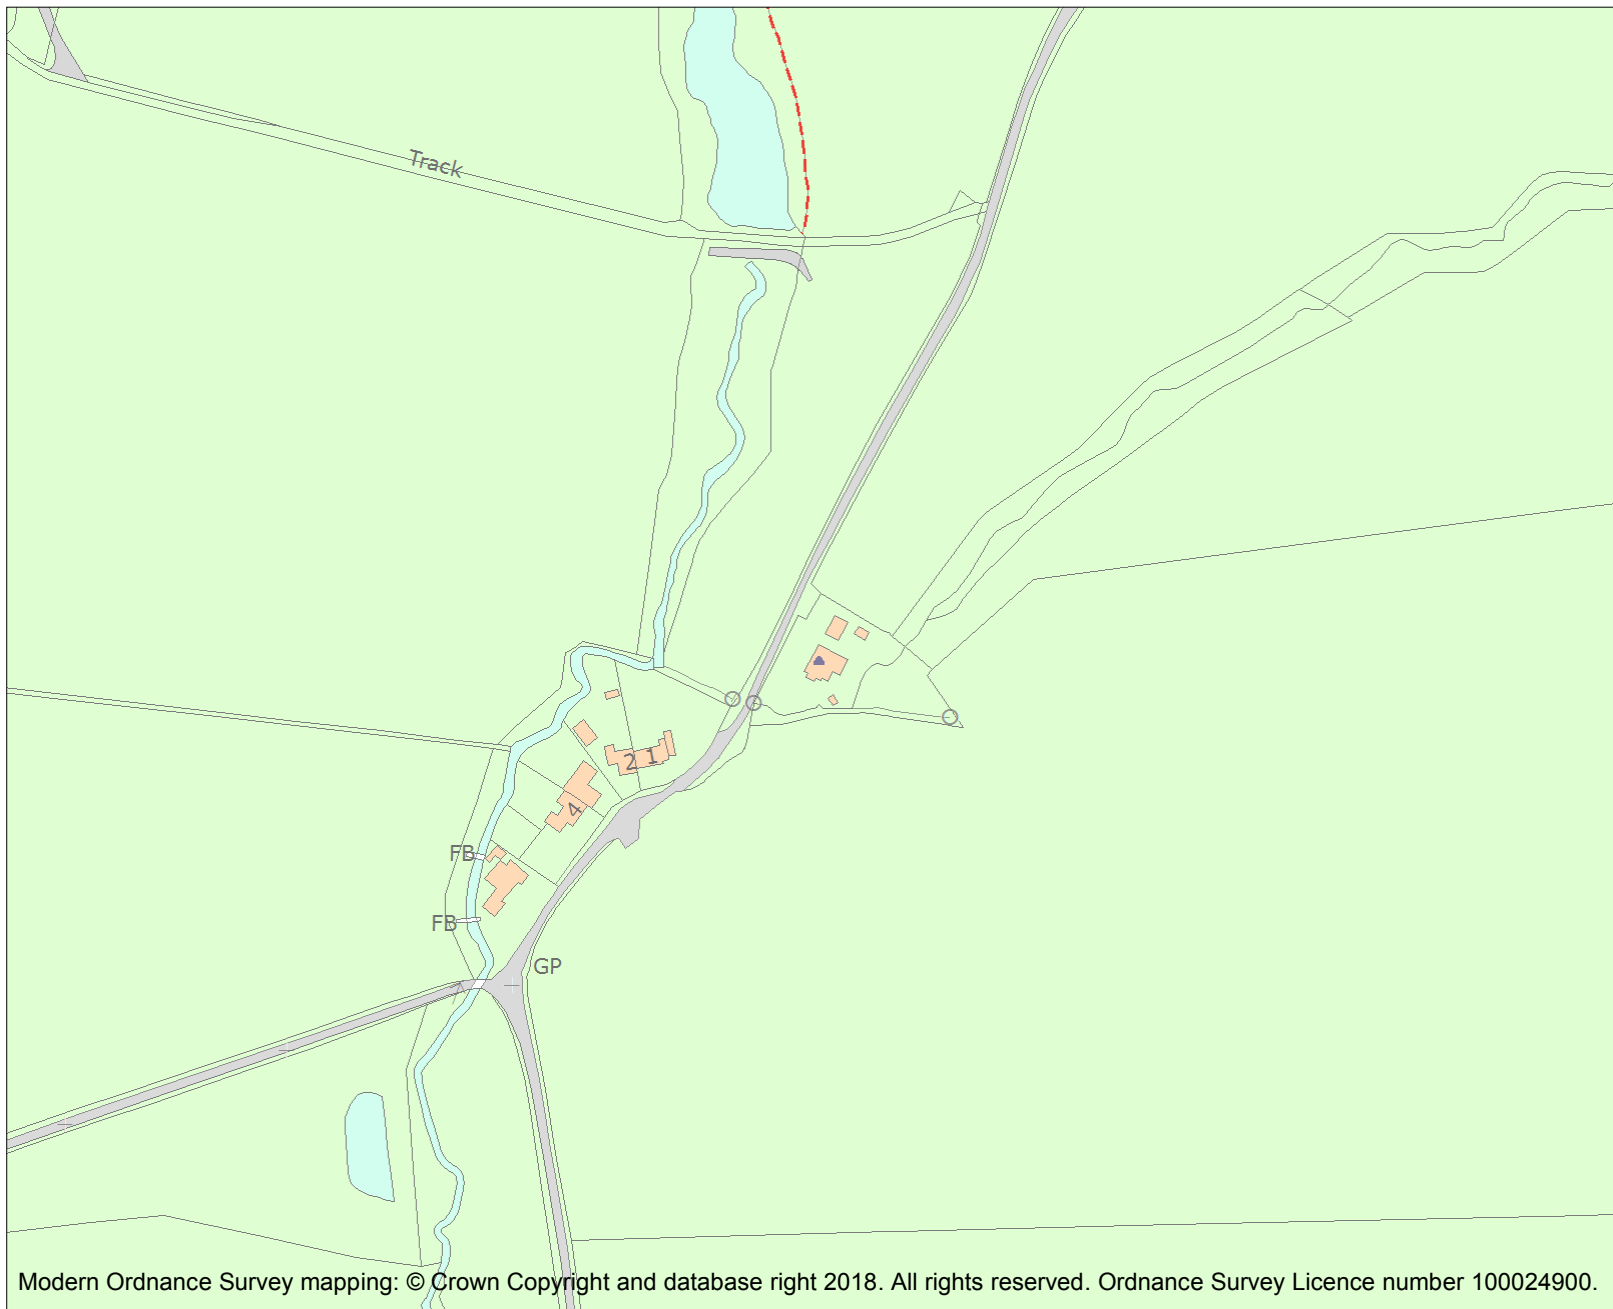 Track
2 1
4
FB
FB
GP
Modern Ordnance Survey mapping: © Crown Copyright and database right 2018. All rights reserved. Ordnance Survey Licence number 100024900.